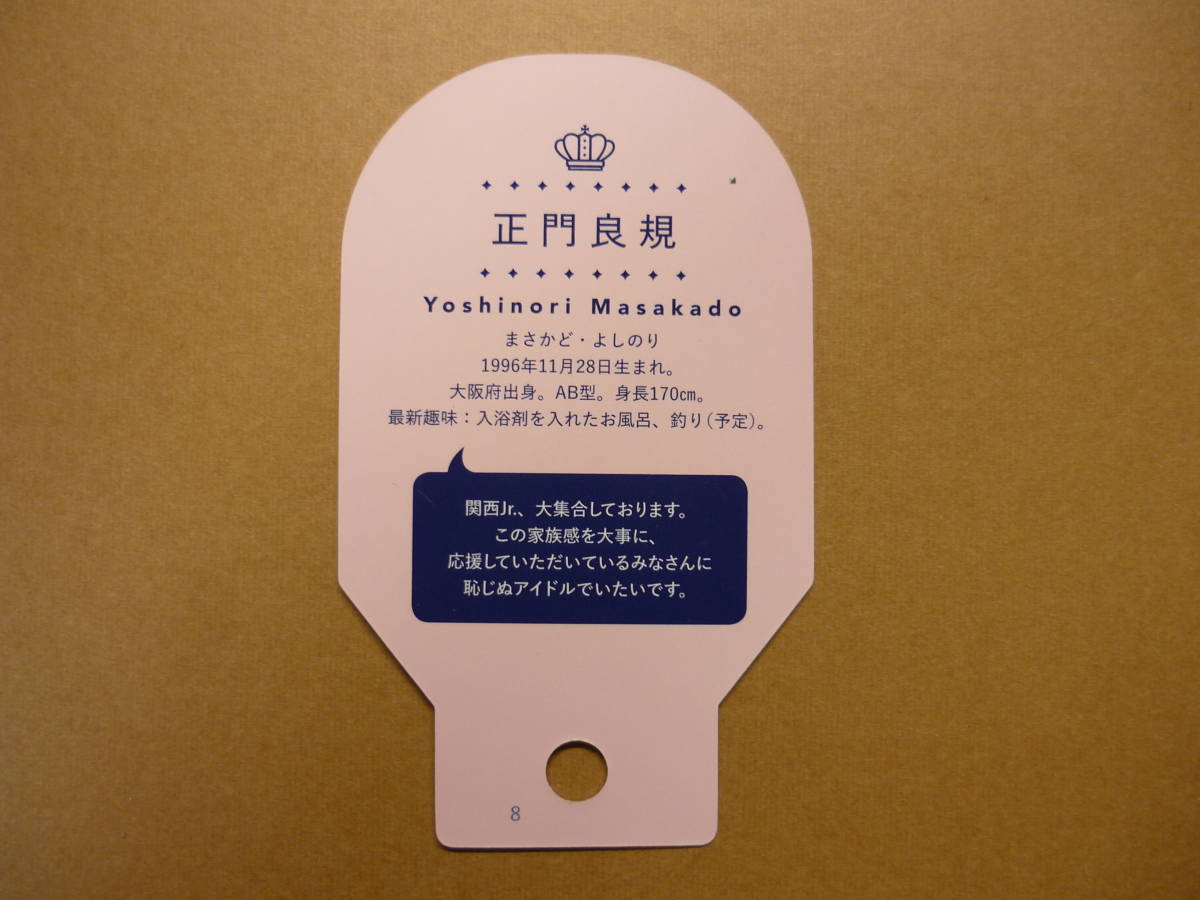 正門良規
Yoshinori Masakado
まさかど・よしのり
1996年11月28日生まれ。
大阪府出身。AB型。身長170㎝。
最新趣味：入浴剤を入れたお風呂、釣り（予定）。
関西Jr.、大集合しております。
この家族感を大事に、
応援していただいているみなさんに
恥じぬアイドルでいたいです。
8